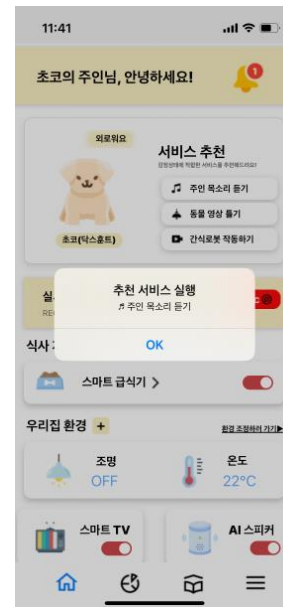 11:41
초코의 주인님, 안녕하세요!
1
외로워요
서비스 추천
감정상태에 적합한 서비스를 추천해드려요!
주인 목소리 듣기
동물 영상 틀기
간식로봇 작동하기
초코(닥스훈트)
추천 서비스 실행
♬ 주인 목소리 듣기
OK
실
RE
식사
스마트 급식기 >
우리집 환경 +
환경 조절하러 가기▶
조명
OFF
온도
22°C
스마트 TV
AI 스피커